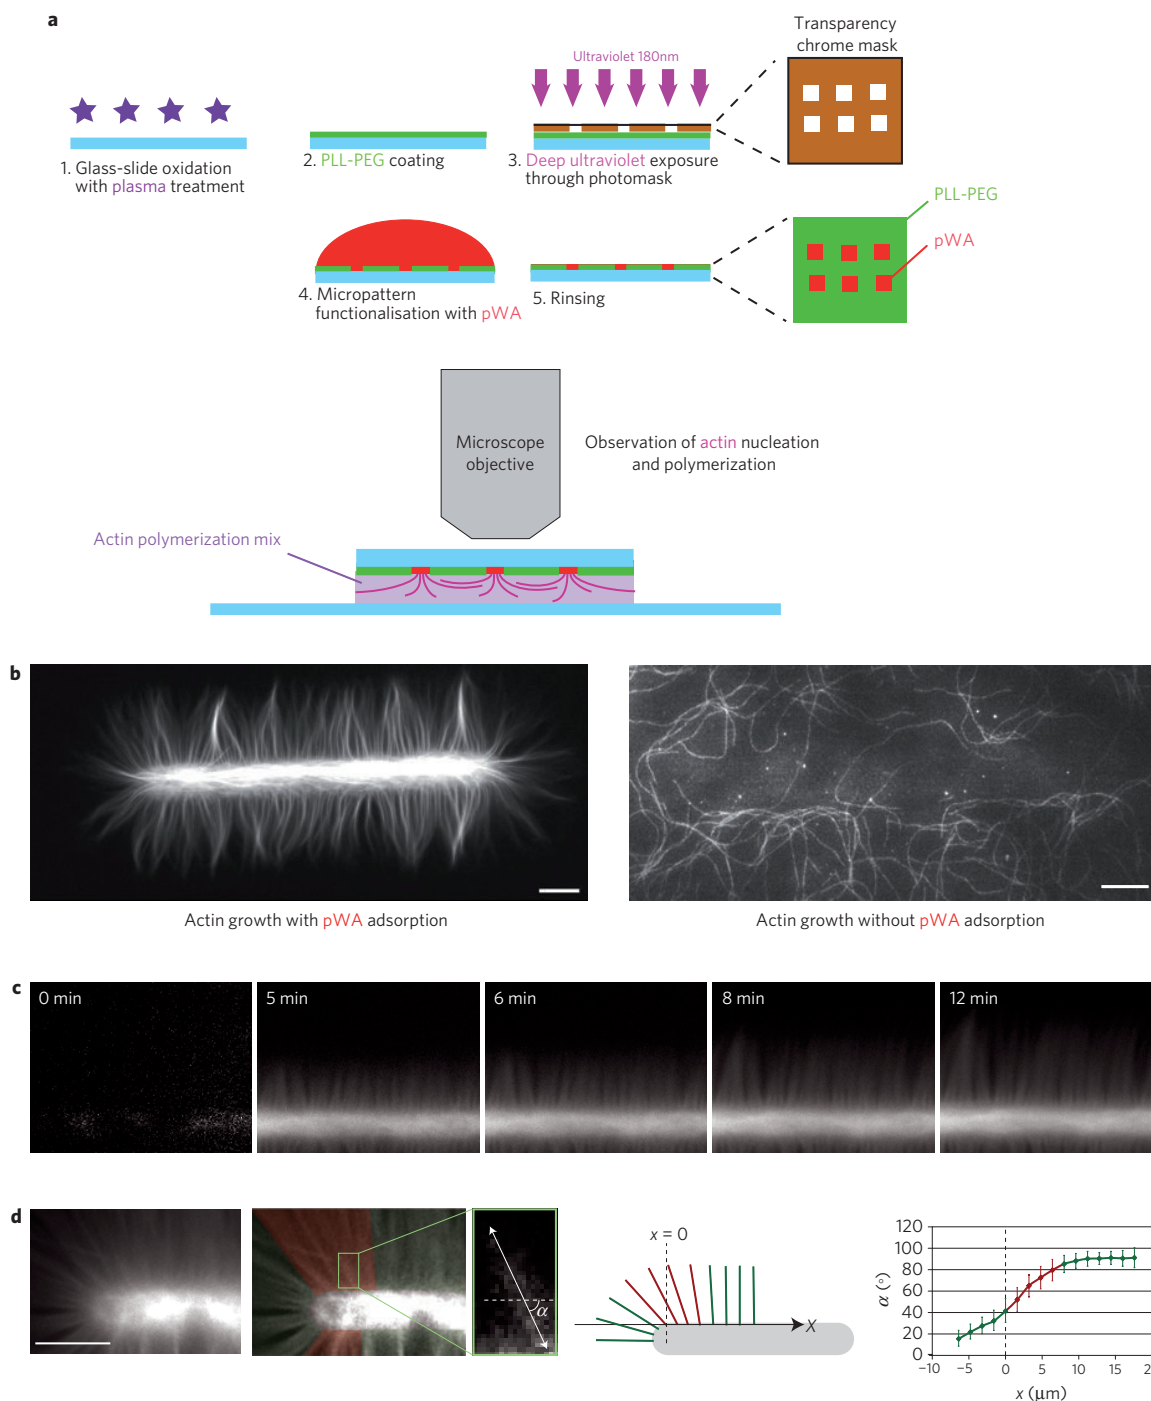 a
Transparency
chrome mask
Ultraviolet 180nm
1. Glass-slide oxidation
with plasma treatment
2. PLL-PEG coating
3. Deep ultraviolet exposure
through photomask
PLL-PEG
pWA
4. Micropattern
functionalisation with pWA
5. Rinsing
Microscope
objective
Observation of actin nucleation
and polymerization
Actin polymerization mix
b
Actin growth with pWA adsorption
Actin growth without pWA adsorption
c
0 min
5 min
6 min
8 min
12 min
d
α
x = 0
X
α (°)
120
100
80
60
40
20
0
−10
−5
0
5
10
15
x (μm)